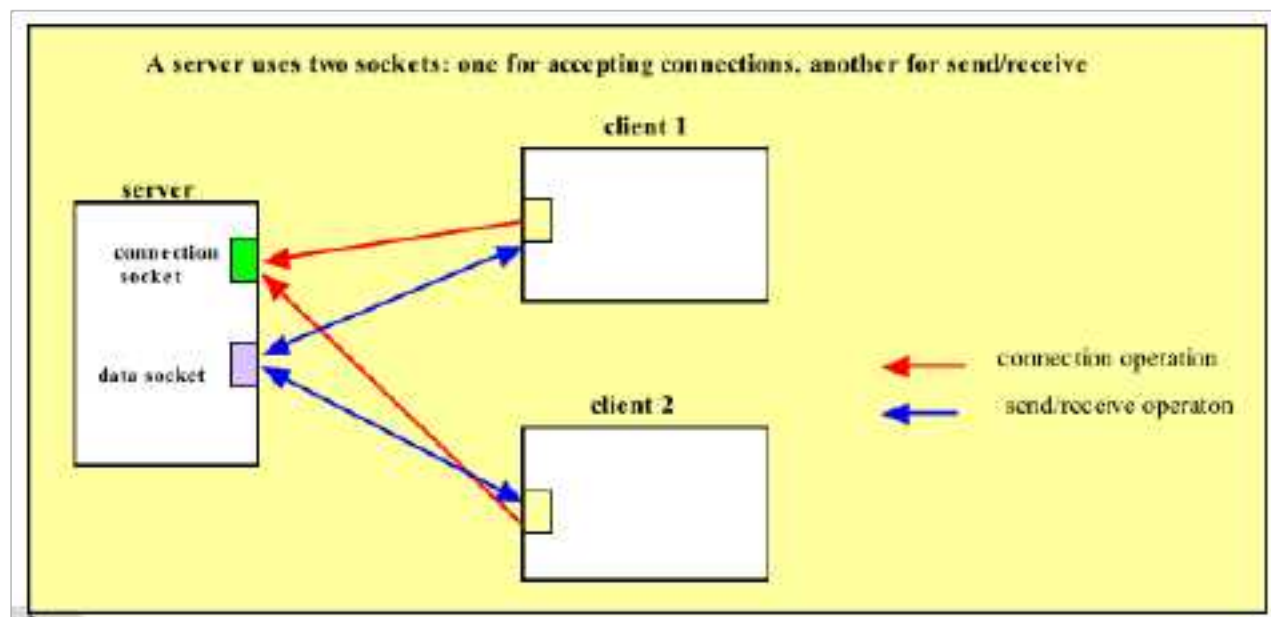 A server uses two sockets: one for accepting connections, another for send/receive
client 1
server
connection
socket
data socket
connection operation
client 2
send/receive operaton